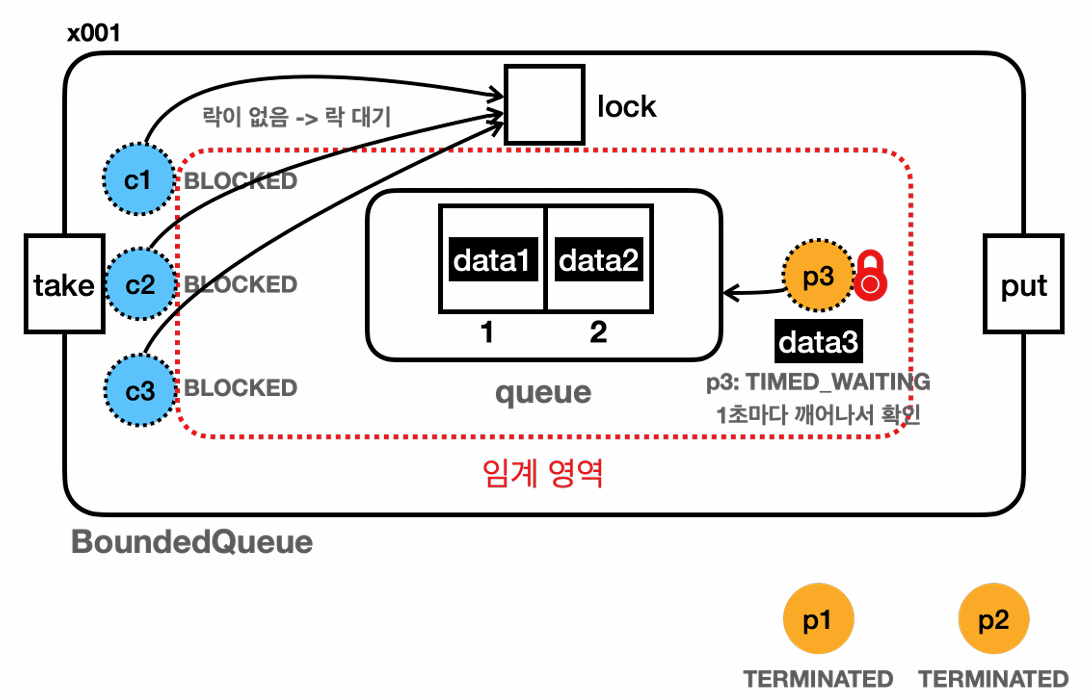 x001
lock
락이 없음 -> 락 대기
c1
BLOCKED
take
c2
BLOCKED
c3
BLOCKED
data1
data2
1
2
queue
p3
data3
p3: TIMED_WAITING
1초마다 깨어나서 확인
put
임계 영역
BoundedQueue
p1
TERMINATED
p2
TERMINATED